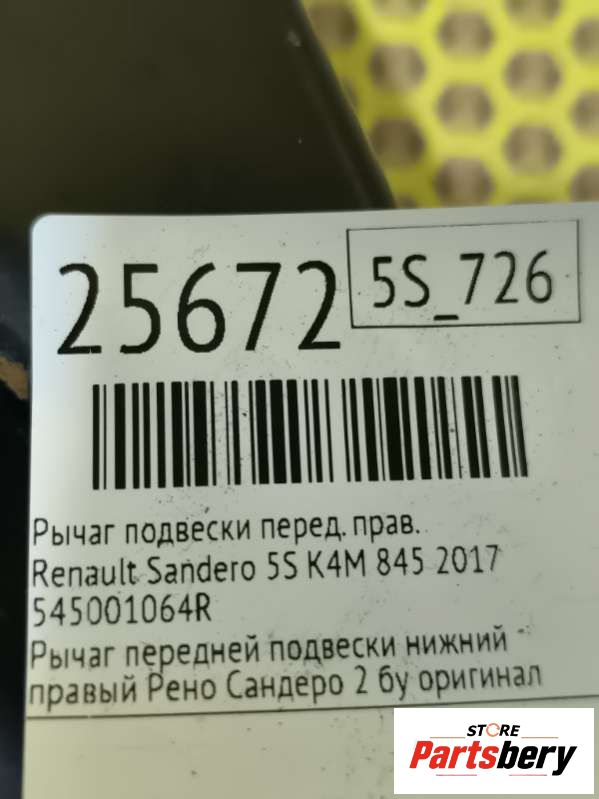 25672
5S_726
Рычаг подвески перед. прав.
Renault Sandero 5S K4M 845 2017
545001064R
Рычаг передней подвески нижний
правый Рено Сандеро 2 бу оригинал
STORE
Partsbery